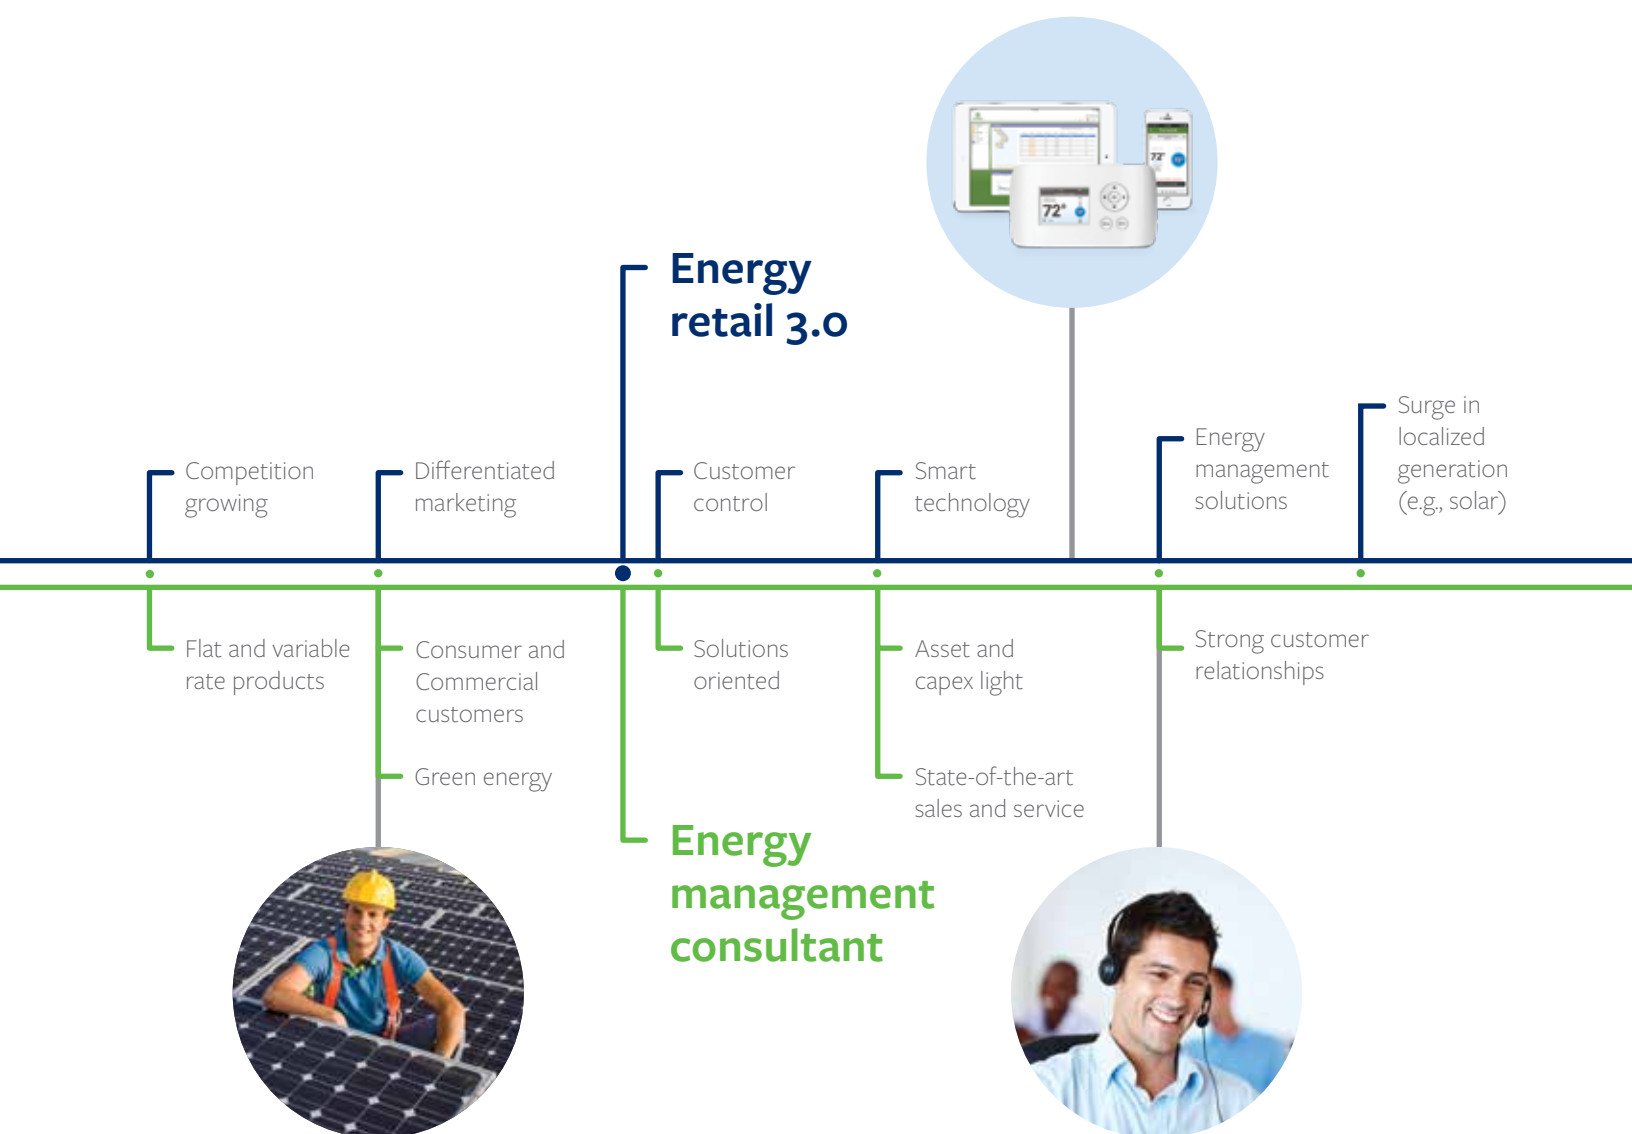 72°
72°
Energy
retail 3.0
Competition
growing
Differentiated
marketing
Customer
control
Smart
technology
Energy
management
solutions
Surge in
localized
generation
(e.g., solar)
Flat and variable
rate products
Consumer and
Commercial
customers
Green energy
Solutions
oriented
Asset and
capex light
State-of-the-art
sales and service
Strong customer
relationships
Energy
management
consultant